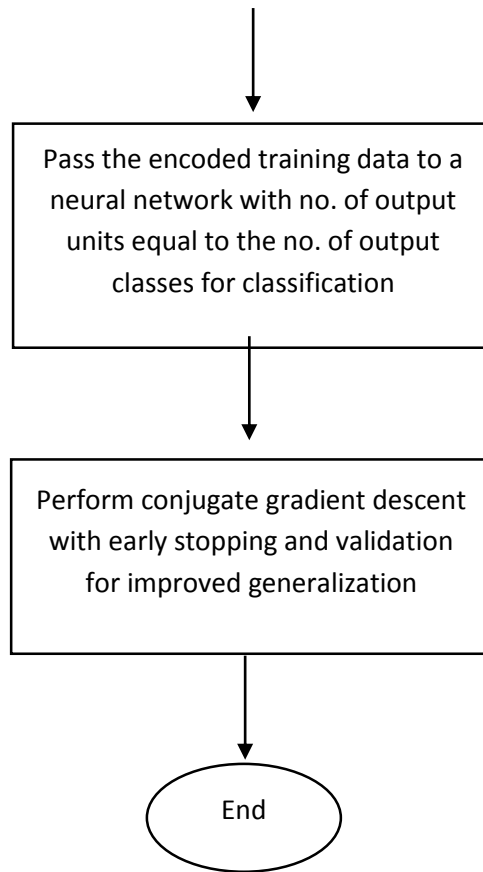 Pass the encoded training data to a
neural network with no. of output
units equal to the no. of output
classes for classification
Perform conjugate gradient descent
with early stopping and validation
for improved generalization
End